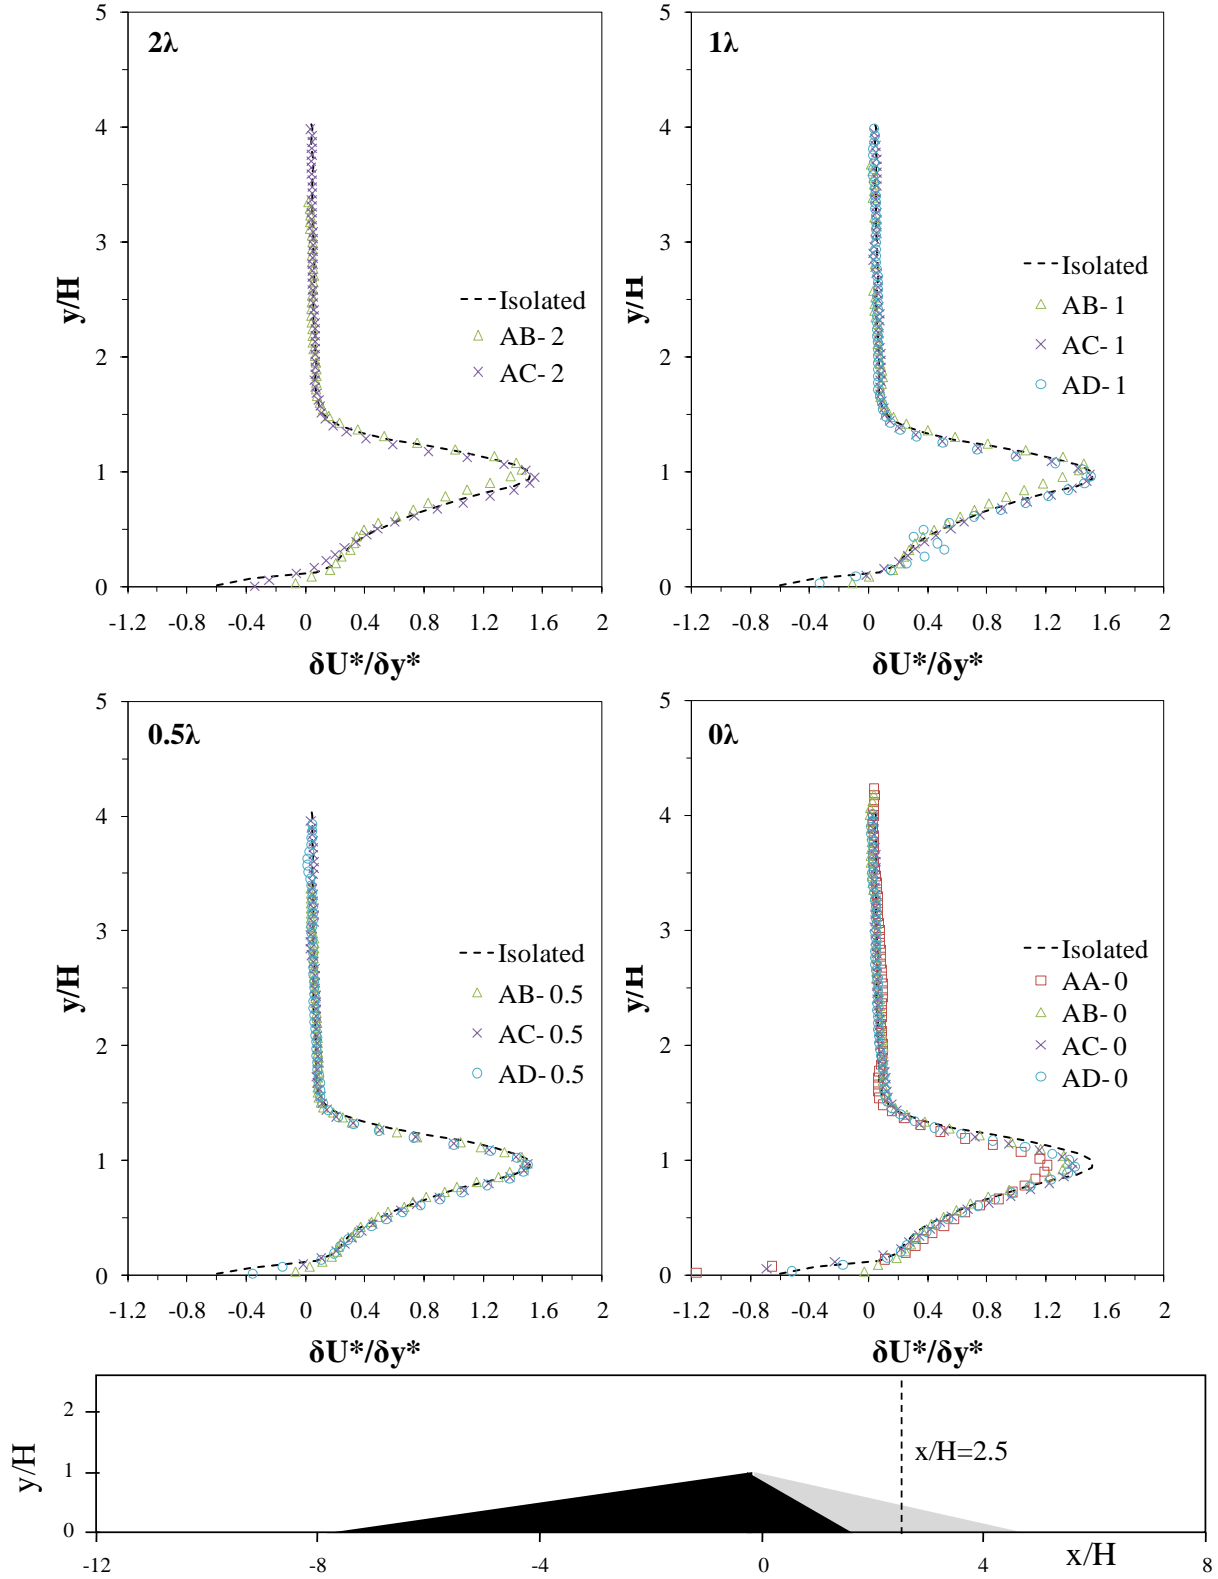 2λ
5
4
3
2
1
0
y/H
Isolated
AB-2
AC-2
-1.2 -0.8 -0.4 0 0.4 0.8 1.2 1.6 2
δU*/δy*
1λ
5
4
3
2
1
0
y/H
Isolated
AB-1
AC-1
AD-1
-1.2 -0.8 -0.4 0 0.4 0.8 1.2 1.6 2
δU*/δy*
0.5λ
5
4
3
2
1
0
y/H
Isolated
AB-0.5
AC-0.5
AD-0.5
-1.2 -0.8 -0.4 0 0.4 0.8 1.2 1.6 2
δU*/δy*
0λ
5
4
3
2
1
0
y/H
Isolated
AA-0
AB-0
AC-0
AD-0
-1.2 -0.8 -0.4 0 0.4 0.8 1.2 1.6 2
δU*/δy*
2
1
0
y/H
x/H=2.5
-12 -8 -4 0 4 8
x/H